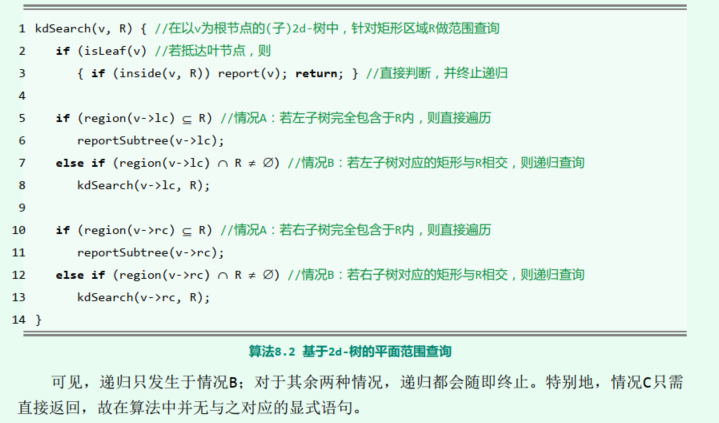 1 kdSearch(v, R) { //在以v为根节点的(子)2d-树中，针对矩形区域R做范围查询
2 if (isLeaf(v) //若抵达叶节点，则
3 { if (inside(v, R)) report(v); return; } //直接判断，并终止递归
4
5 if (region(v->lc) ⊆ R) //情况A：若左子树完全包含于R内，则直接遍历
6 reportSubtree(v->lc);
7 else if (region(v->lc) ∩ R ≠ ∅) //情况B：若左子树对应的矩形与R相交，则递归查询
8 kdSearch(v->lc, R);
9
10 if (region(v->rc) ⊆ R) //情况A：若右子树完全包含于R内，则直接遍历
11 reportSubtree(v->rc);
12 else if (region(v->rc) ∩ R ≠ ∅) //情况B：若右子树对应的矩形与R相交，则递归查询
13 kdSearch(v->rc, R);
14 }
算法8.2 基于2d-树的平面范围查询
可见，递归只发生于情况B；对于其余两种情况，递归都会随即终止。特别地，情况C只需
直接返回，故在算法中并无与之对应的显式语句。